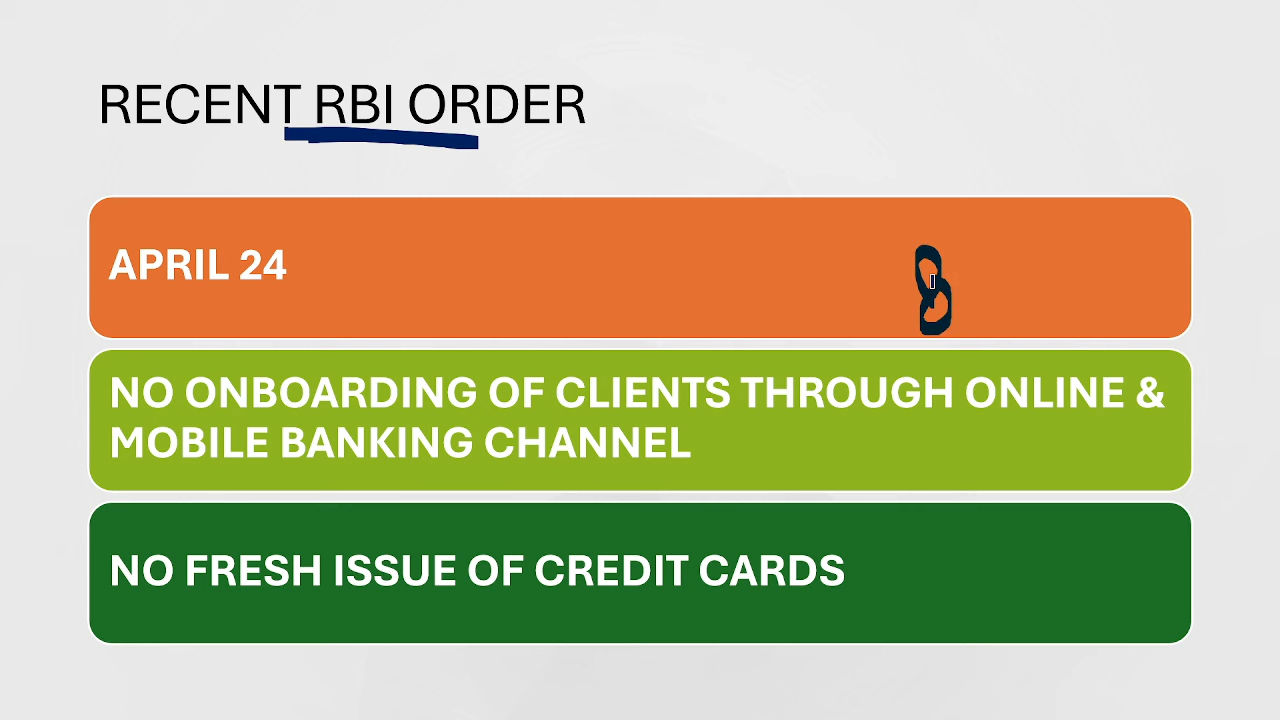 RECENT RBI ORDER
APRIL 24
8
NO ONBOARDING OF CLIENTS THROUGH ONLINE &
MOBILE BANKING CHANNEL
NO FRESH ISSUE OF CREDIT CARDS